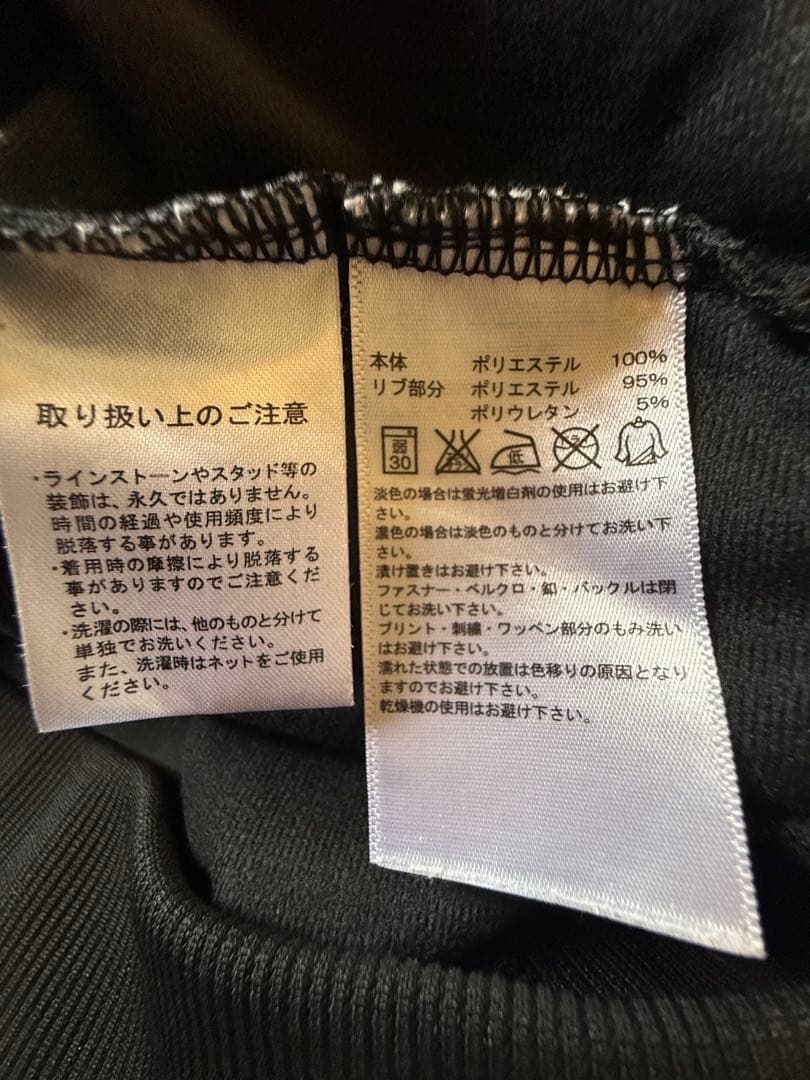 取り扱い上のご注意
・ラインストーンやスタッド等の
装飾は、永久ではありません。
時間の経過や使用頻度により
脱落する事があります。
・着用時の摩擦により脱落する
事がありますのでご注意くだ
さい。
・洗濯の際には、他のものと分けて
単独でお洗いください。
また、洗濯時はネットをご使用
ください。
本体 ポリエステル 100%
リブ部分 ポリエステル 95%
ポリウレタン 5%
弱 30 低
淡色の場合は蛍光増白剤の使用はお避け下
さい。
濃色の場合は淡色のものと分けてお洗い下
さい。
漬け置きはお避け下さい。
ファスナー・ベルクロ・釦・バックルは閉
じてお洗い下さい。
プリント・刺繍・ワッペン部分のもみ洗い
はお避け下さい。
濡れた状態での放置は色移りの原因となり
ますのでお避け下さい。
乾燥機の使用はお避け下さい。